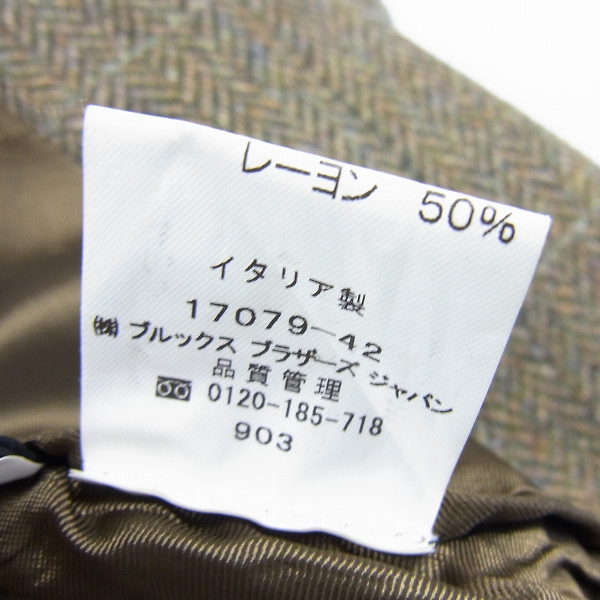 レーヨン 50%
イタリア製
17079-42
㈱ ブルックス ブラザーズ ジャパン
品質管理
0120-185-718
903